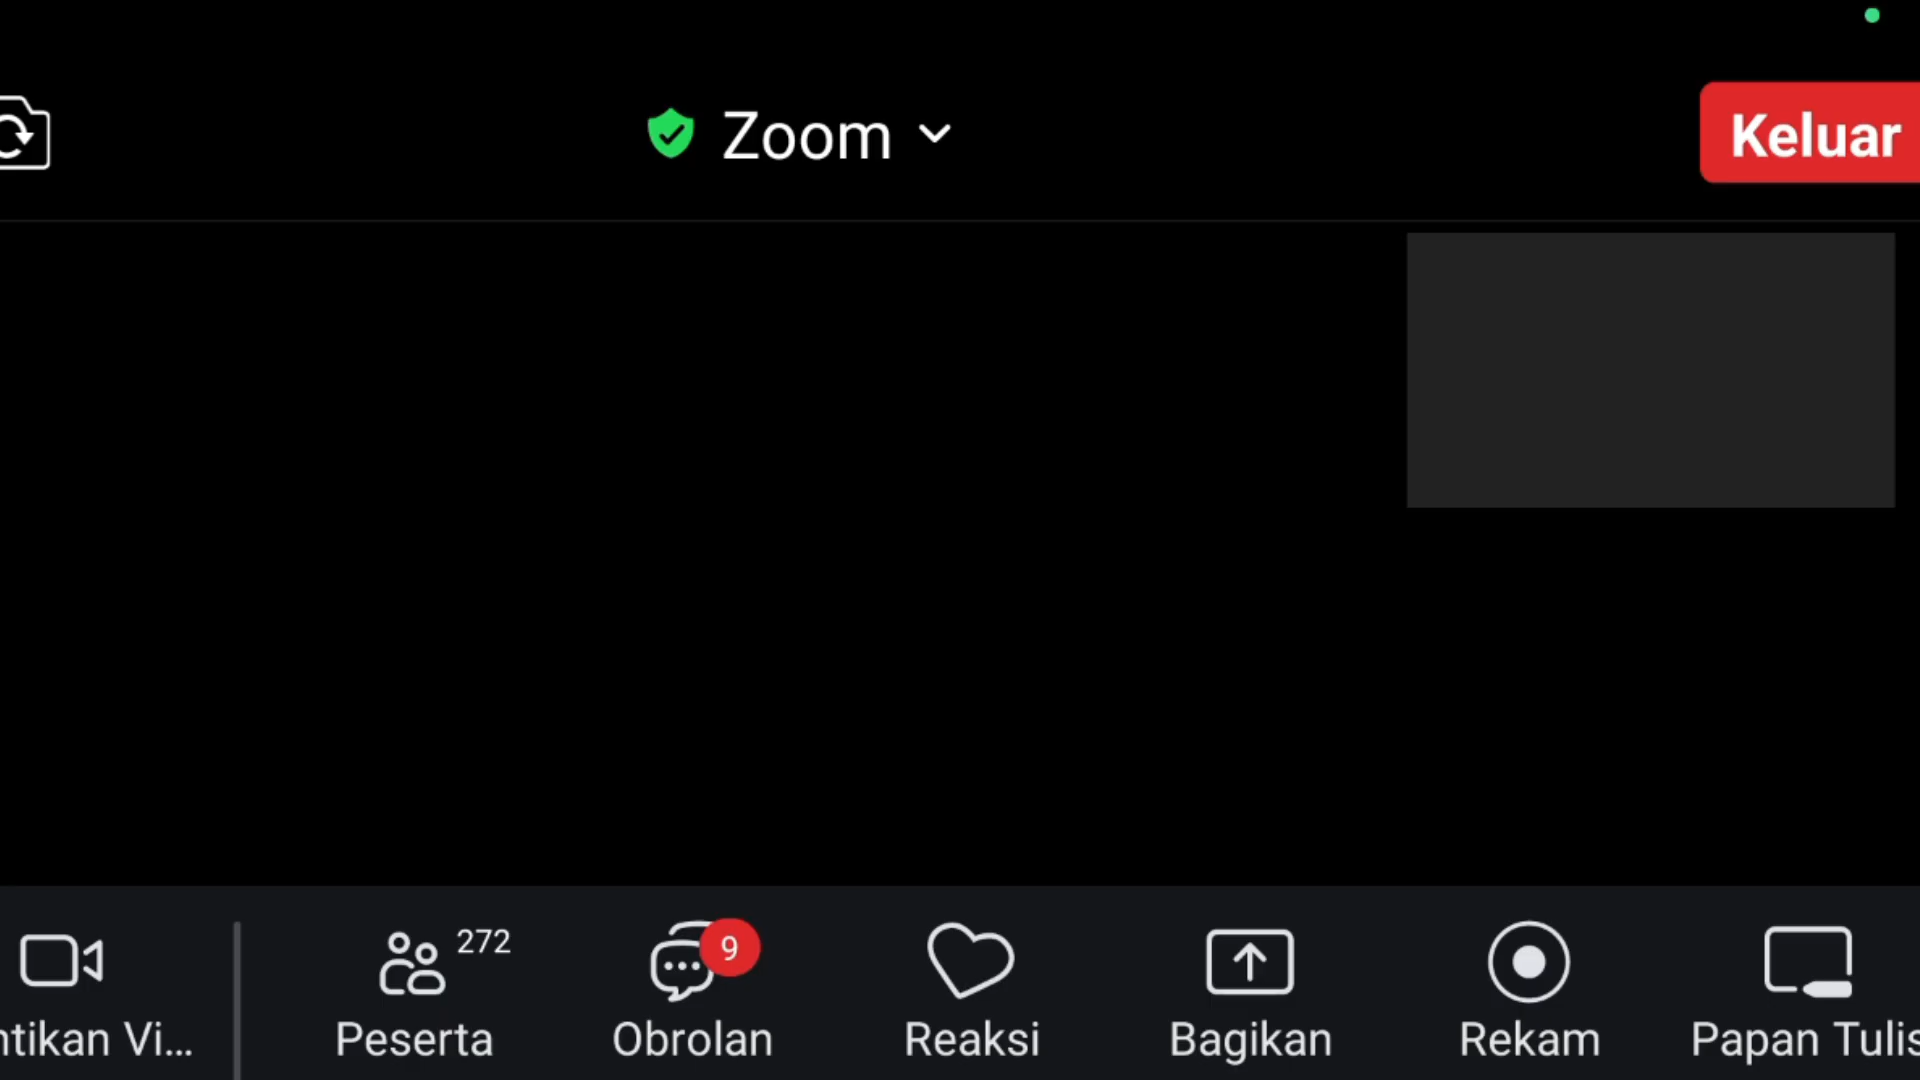 Zoom
Keluar
272
9
ntikan Vi...
Peserta
Obrolan
Reaksi
Bagikan
Rekam
Papan Tulis